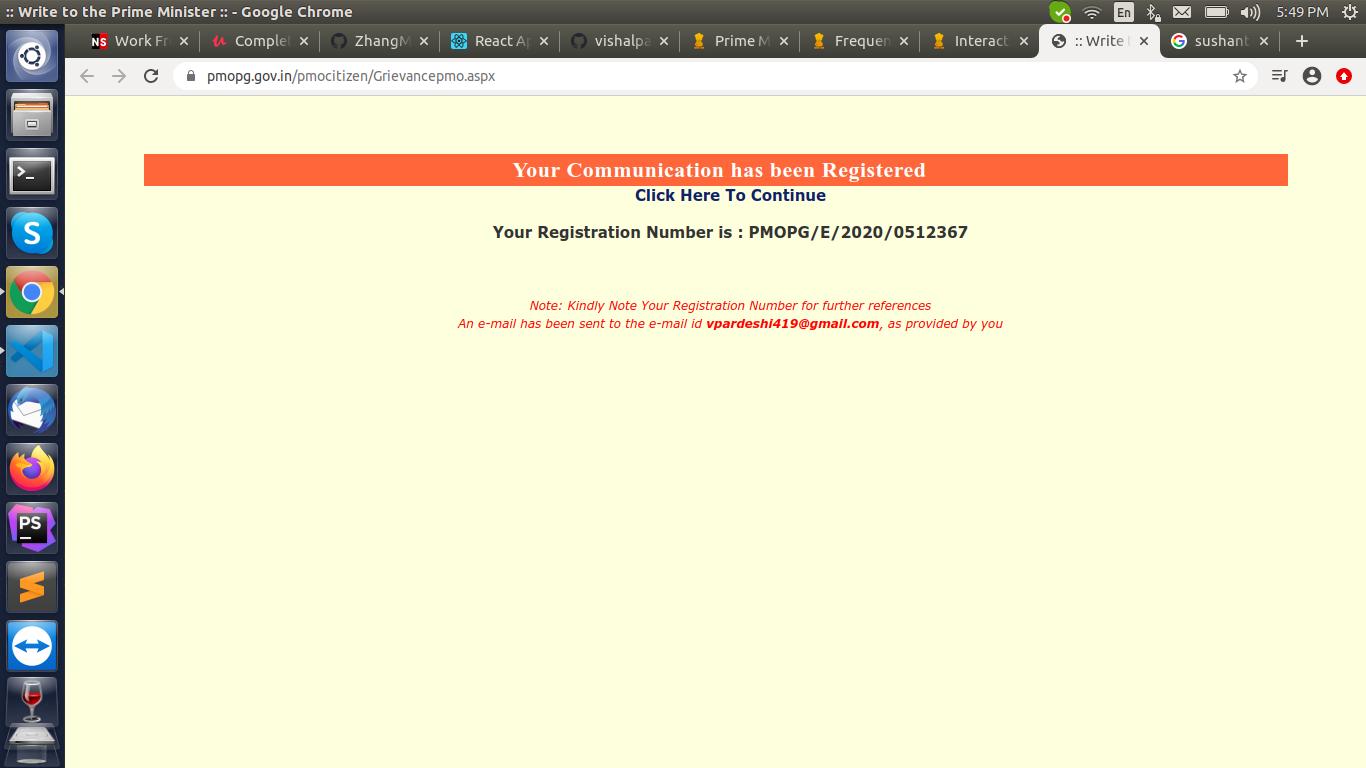 :: Write to the Prime Minister :: - Google Chrome
En
5:49 PM
NS Work Fr
Complet
ZhangM
React Ap
vishalpa
Prime M
Frequen
Interact
:: Write
sushant
pmopg.gov.in/pmocitizen/Grievancepmo.aspx
Your Communication has been Registered
Click Here To Continue
Your Registration Number is : PMOPG/E/2020/0512367
Note: Kindly Note Your Registration Number for further references
An e-mail has been sent to the e-mail id vpardeshi419@gmail.com, as provided by you
>_
S
PS